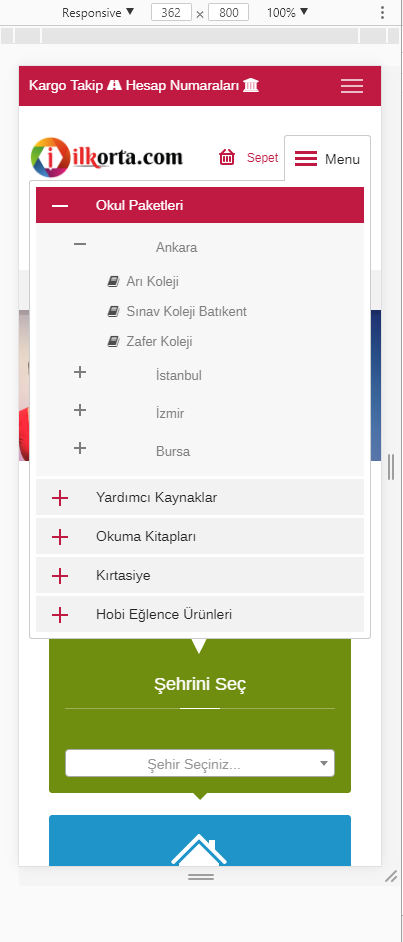 Responsive ▼ 362 × 800 100% ▼
Kargo Takip Hesap Numaraları
ilkorta.com Sepet Menu
Okul Paketleri
Ankara
Arı Koleji
Sınav Koleji Batıkent
Zafer Koleji
İstanbul
İzmir
Bursa
Yardımcı Kaynaklar
Okuma Kitapları
Kırtasiye
Hobi Eğlence Ürünleri
Şehrini Seç
Şehir Seçiniz...